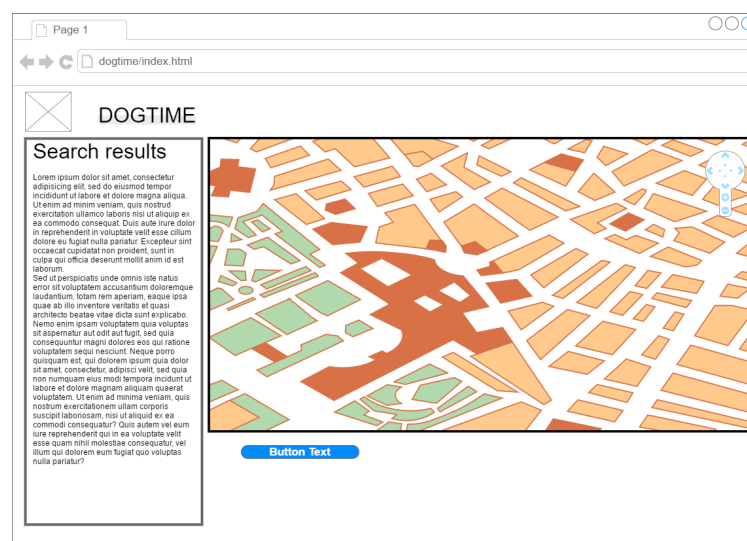 Page 1
dogtime/index.html
DOGTIME
Search results
Lorem ipsum dolor sit amet, consectetur
adipisicing elit, sed do eiusmod tempor
incididunt ut labore et dolore magna aliqua.
Ut enim ad minim veniam, quis nostrud
exercitation ullamco laboris nisi ut aliquip ex
ea commodo consequat. Duis aute irure dolor
in reprehenderit in voluptate velit esse cillum
dolore eu fugiat nulla pariatur. Excepteur sint
occaecat cupidatat non proident, sunt in
culpa qui officia deserunt mollit anim id est
laborum.
Sed ut perspiciatis unde omnis iste natus
error sit voluptatem accusantium doloremque
laudantium, totam rem aperiam, eaque ipsa
quae ab illo inventore veritatis et quasi
architecto beatae vitae dicta sunt explicabo.
Nemo enim ipsam voluptatem quia voluptas
sit aspernatur aut odit aut fugit, sed quia
consequuntur magni dolores eos qui ratione
voluptatem sequi nesciunt. Neque porro
quisquam est, qui dolorem ipsum quia dolor
sit amet, consectetur, adipisci velit, sed quia
non numquam eius modi tempora incidunt ut
labore et dolore magnam aliquam quaerat
voluptatem. Ut enim ad minima veniam, quis
nostrum exercitationem ullam corporis
suscipit laboriosam, nisi ut aliquid ex ea
commodi consequatur? Quis autem vel eum
iure reprehenderit qui in ea voluptate velit
esse quam nihil molestiae consequatur, vel
illum qui dolorem eum fugiat quo voluptas
nulla pariatur?
Button Text